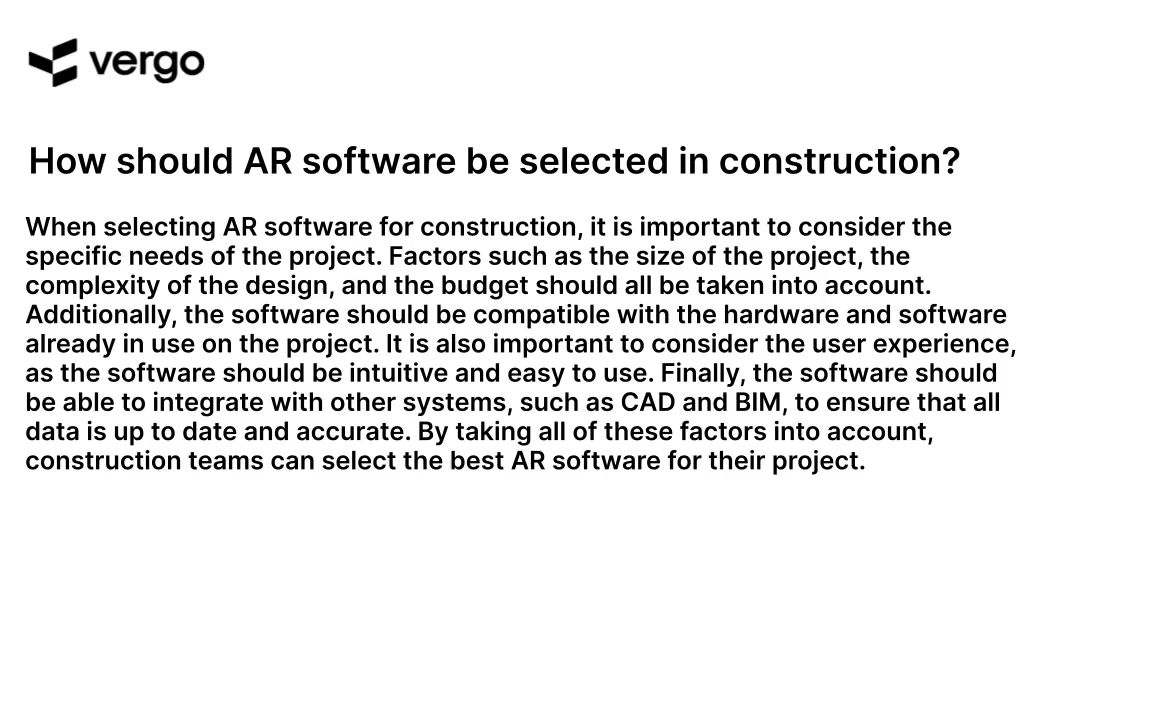 vergo
How should AR software be selected in construction?
When selecting AR software for construction, it is important to consider the
specific needs of the project. Factors such as the size of the project, the
complexity of the design, and the budget should all be taken into account.
Additionally, the software should be compatible with the hardware and software
already in use on the project. It is also important to consider the user experience,
as the software should be intuitive and easy to use. Finally, the software should
be able to integrate with other systems, such as CAD and BIM, to ensure that all
data is up to date and accurate. By taking all of these factors into account,
construction teams can select the best AR software for their project.